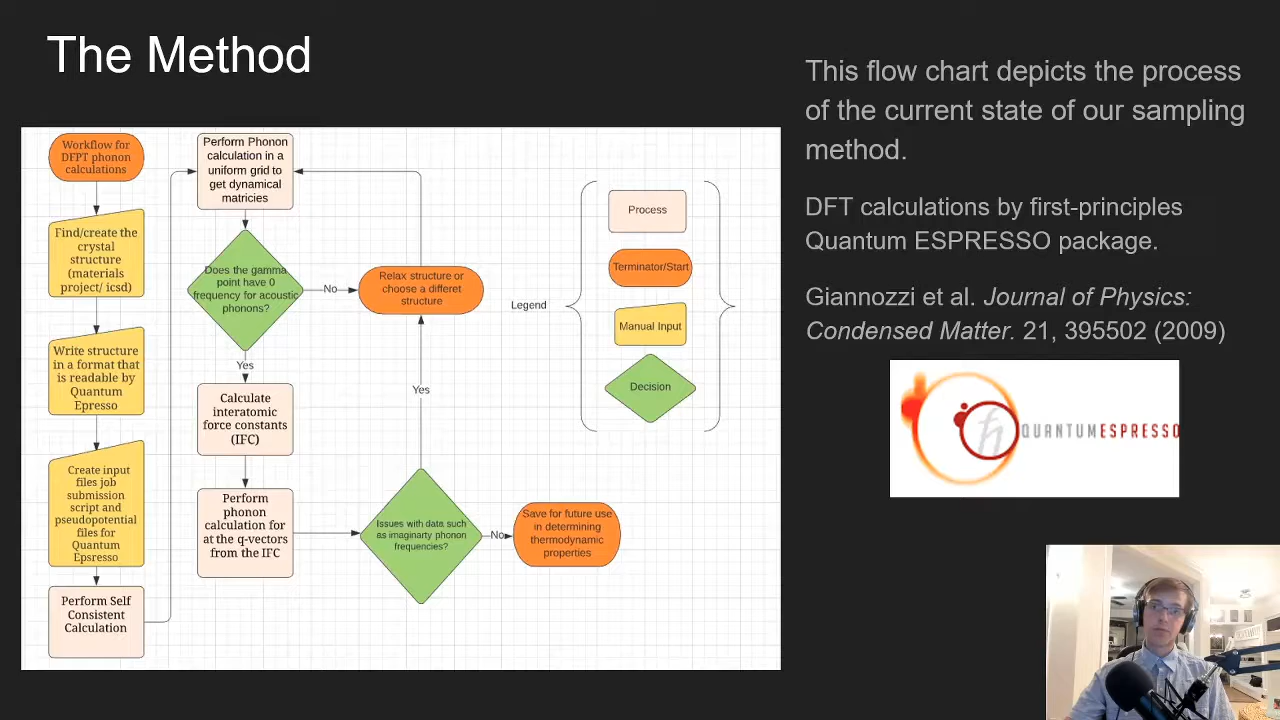 The Method
Workflow for
DFPT phonon
calculations
Find/create the
crystal
structure
(materials
project/ icsd)
Write structure
in a format that
is readable by
Quantum
Epresso
Create input
files job
submission
script and
pseudopotential
files for
Quantum
Epsresso
Perform Self
Consistent
Calculation
Perform Phonon
calculation in a
uniform grid to
get dynamical
matricies
Does the gamma
point have 0
frequency for acoustic
phonons?
No
Yes
Relax structure or
choose a differet
structure
Calculate
interatomic
force constants
(IFC)
Perform
phonon
calculation for
at the q-vectors
from the IFC
Yes
Issues with data such
as imaginarty phonon
frequencies?
No
Save for future use
in determining
thermodynamic
properties
Legend
Process
Terminator/Start
Manual Input
Decision
This flow chart depicts the process
of the current state of our sampling
method.
DFT calculations by first-principles
Quantum ESPRESSO package.
Giannozzi et al. Journal of Physics:
Condensed Matter. 21, 395502 (2009)
ħ QUANTUMESPRESSO